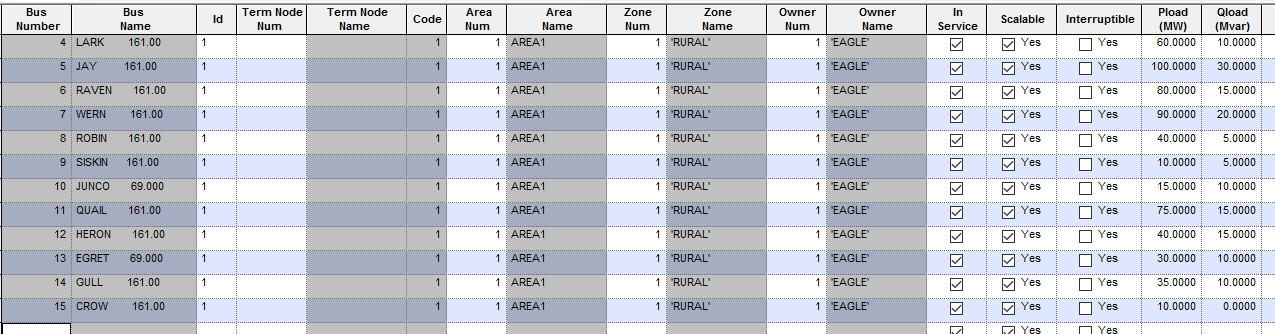 Bus Number Bus Name Id Term Node Num Term Node Name Code Area Num Area Name Zone Num Zone Name Owner Num Owner Name In Service Scalable Interruptible Pload (MW) Qload (Mvar)
4 LARK 161.00 1 1 1 AREA1 1 'RURAL' 1 'EAGLE' Yes Yes 60.0000 10.0000
5 JAY 161.00 1 1 1 AREA1 1 'RURAL' 1 'EAGLE' Yes Yes 100.0000 30.0000
6 RAVEN 161.00 1 1 1 AREA1 1 'RURAL' 1 'EAGLE' Yes Yes 80.0000 15.0000
7 WERN 161.00 1 1 1 AREA1 1 'RURAL' 1 'EAGLE' Yes Yes 90.0000 20.0000
8 ROBIN 161.00 1 1 1 AREA1 1 'RURAL' 1 'EAGLE' Yes Yes 40.0000 5.0000
9 SISKIN 161.00 1 1 1 AREA1 1 'RURAL' 1 'EAGLE' Yes Yes 10.0000 5.0000
10 JUNCO 69.000 1 1 1 AREA1 1 'RURAL' 1 'EAGLE' Yes Yes 15.0000 10.0000
11 QUAIL 161.00 1 1 1 AREA1 1 'RURAL' 1 'EAGLE' Yes Yes 75.0000 15.0000
12 HERON 161.00 1 1 1 AREA1 1 'RURAL' 1 'EAGLE' Yes Yes 40.0000 15.0000
13 EGRET 69.000 1 1 1 AREA1 1 'RURAL' 1 'EAGLE' Yes Yes 30.0000 10.0000
14 GULL 161.00 1 1 1 AREA1 1 'RURAL' 1 'EAGLE' Yes Yes 35.0000 10.0000
15 CROW 161.00 1 1 1 AREA1 1 'RURAL' 1 'EAGLE' Yes Yes 10.0000 0.0000
Yes Yes